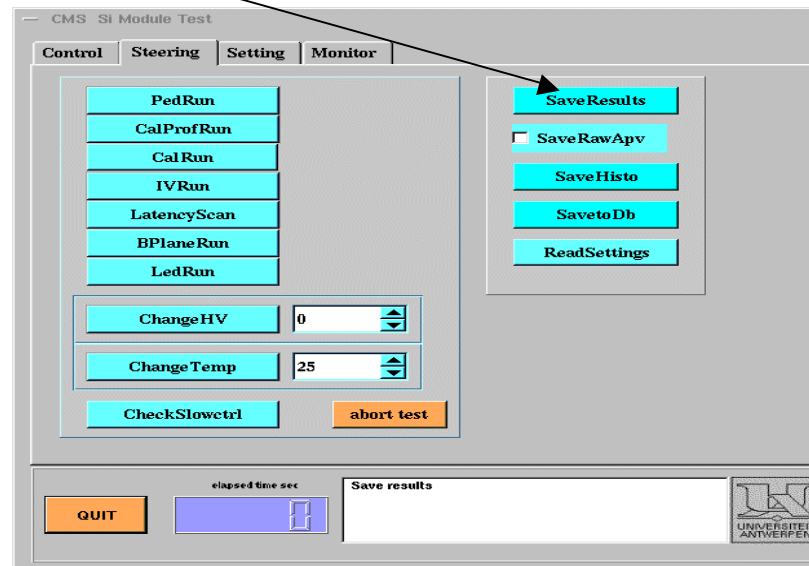 CMS Si Module Test
Control Steering Setting Monitor
PedRun
CalProfRun
CalRun
IVRun
LatencyScan
BPlaneRun
LedRun
ChangeHV 0
ChangeTemp 25
CheckSlowctrl abort test
SaveResults
SaveRawApv
SaveHisto
SavetoDb
ReadSettings
QUIT
elapsed time sec
0
Save results
UNIVERSITEI
ANTWERPEN